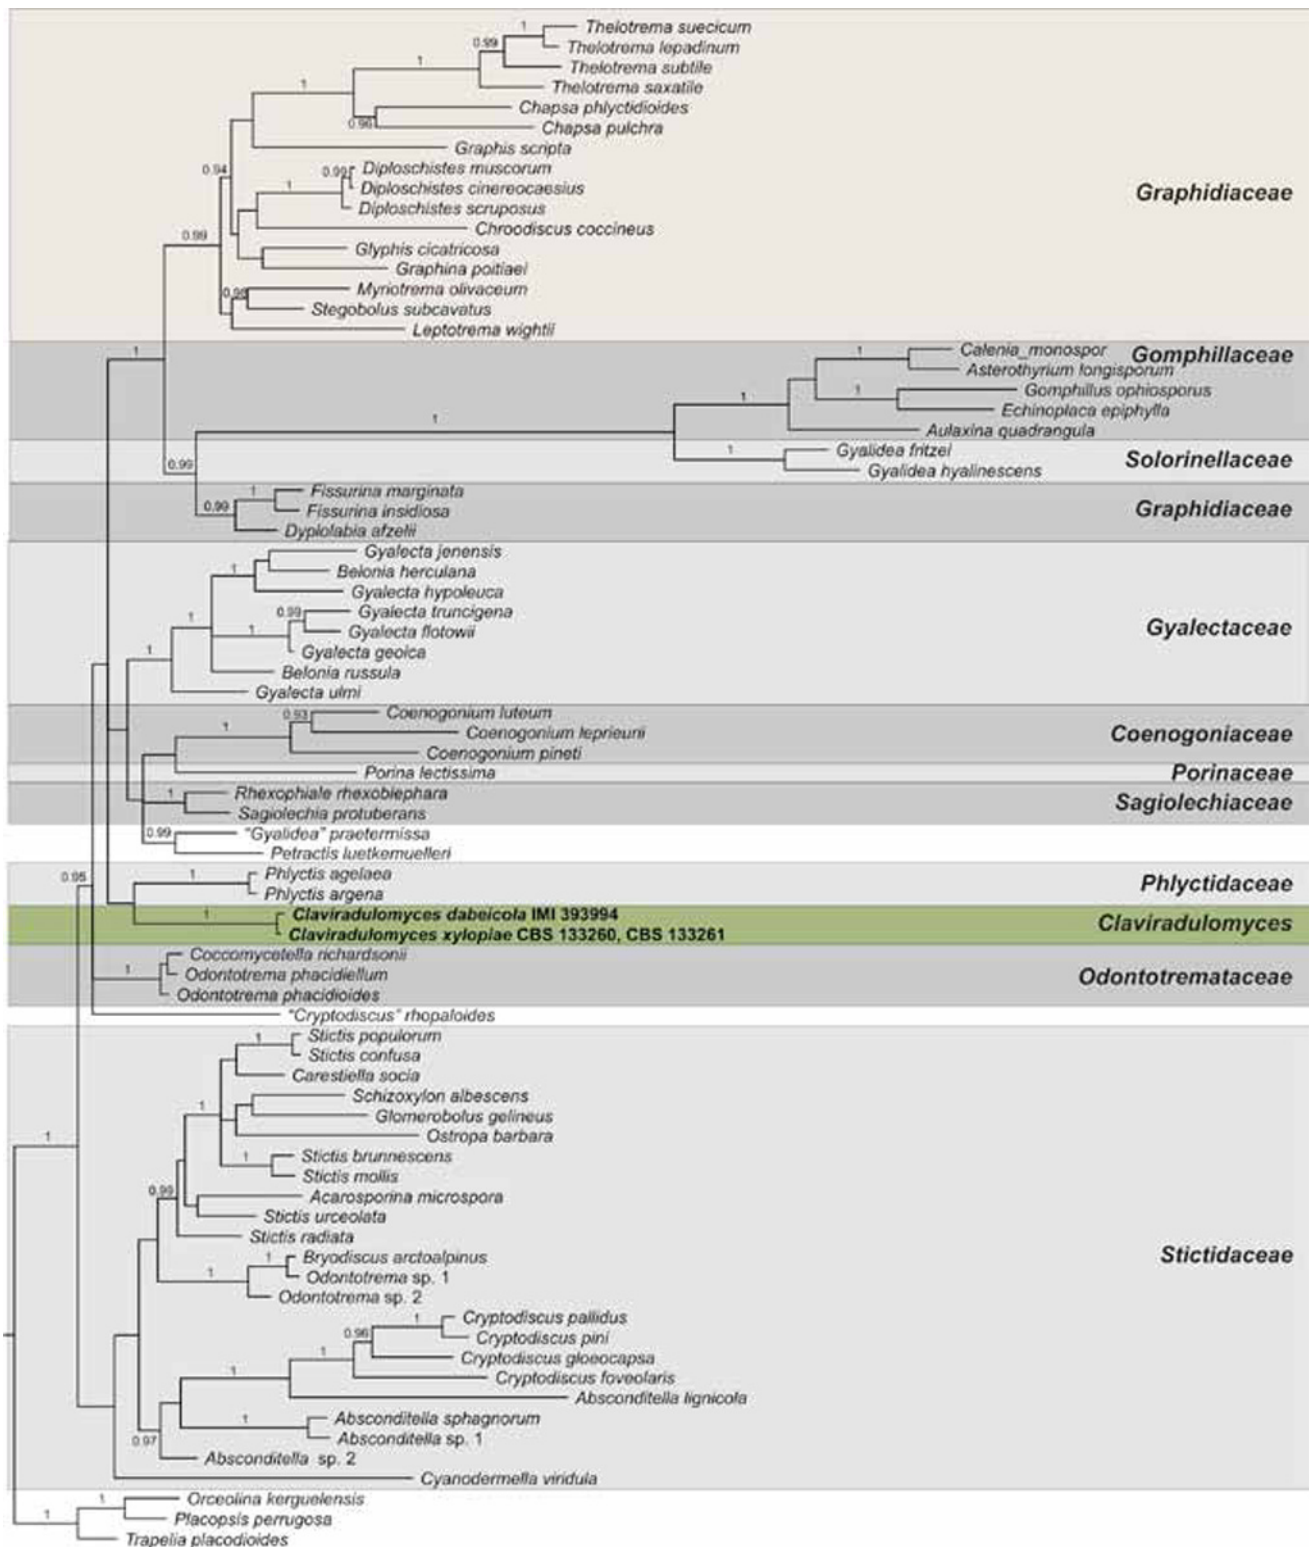 1
Thelotrema suecicum
0.99
Thelotrema lepadinum
1
Thelotrema subtile
1
Thelotrema saxatile
Chapsa phlyctidioides
0.96
Chapsa pulchra
Graphis scripta
0.94
0.99
Diploschistes muscorum
1
Diploschistes cinereocaesius
Graphidiaceae
Diploschistes scruposus
Chroodiscus coccineus
0.99
Glyphis cicatricosa
Graphina poitiaei
Myriotrema olivaceum
Stegobolus subcavatus
Leptotrema wightii
1
1
Calenia_monospor
Gomphillaceae
Asterothyrium longisporum
1
1
Gomphillus ophiosporus
Echinoplaca epiphylla
1
Aulaxina quadrangula
1
Gyalidea fritzei
Solorinellaceae
0.99
Gyalidea hyalinescens
1
Fissurina marginata
0.99
Fissurina insidiosa
Graphidiaceae
Dyplolabia afzelii
Gyalecta jenensis
1
Belonia herculana
Gyalecta hypoleuca
1
0.99
Gyalecta truncigena
1
Gyalecta flotowii
Gyalectaceae
1
Gyalecta geoica
Belonia russula
Gyalecta ulmi
0.93
Coenogonium luteum
1
Coenogonium leprieurii
Coenogoniaceae
Coenogonium pineti
Porina lectissima
Porinaceae
1
Rhexophiale rhexoblephara
Sagiolechiaceae
Sagiolechia protuberans
0.99
"Gyalidea" praetermissa
Petractis luetkemuelleri
0.95
1
Phlyctis agelaea
Phlyctidaceae
Phlyctis argena
1
Claviradulomyces dabeicola IMI 393994
Claviradulomyces
Claviradulomyces xylopiae CBS 133260, CBS 133261
Coccomycetella richardsonii
1
Odontotrema phacidiellum
Odontotremataceae
Odontotrema phacidioides
"Cryptodiscus" rhopaloides
1
Stictis populorum
Stictis confusa
Carestiella socia
1
Schizoxylon albescens
Glomerobolus gelineus
1
Ostropa barbara
1
Stictis brunnescens
Stictis mollis
0.99
Acarosporina microspora
Stictis urceolata
Stictis radiata
1
Bryodiscus arctoalpinus
Stictidaceae
1
Odontotrema sp. 1
Odontotrema sp. 2
1
Cryptodiscus pallidus
0.96
Cryptodiscus pini
1
Cryptodiscus gloeocapsa
1
Cryptodiscus foveolaris
Absconditella lignicola
1
Absconditella sphagnorum
0.97
Absconditella sp. 1
Absconditella sp. 2
Cyanodermella viridula
1
Orceolina kerguelensis
1
Placopsis perrugosa
Trapelia placodioides